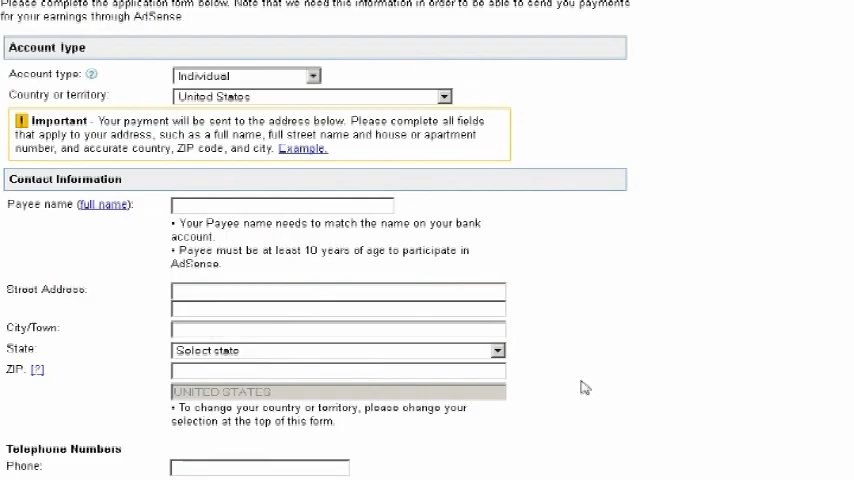 Please complete the application form below. Note that we need this information in order to be able to send you payments
for your earnings through AdSense
Account Type
Account type:
Individual
Country or territory:
United States
! Important - Your payment will be sent to the address below. Please complete all fields
that apply to your address, such as a full name, full street name and house or apartment
number, and accurate country, ZIP code, and city. Example.
Contact Information
Payee name (full name):
• Your Payee name needs to match the name on your bank
account.
• Payee must be at least 10 years of age to participate in
AdSense.
Street Address:
City/Town:
State:
Select state
ZIP. [?]
UNITED STATES
• To change your country or territory, please change your
selection at the top of this form.
Telephone Numbers
Phone: